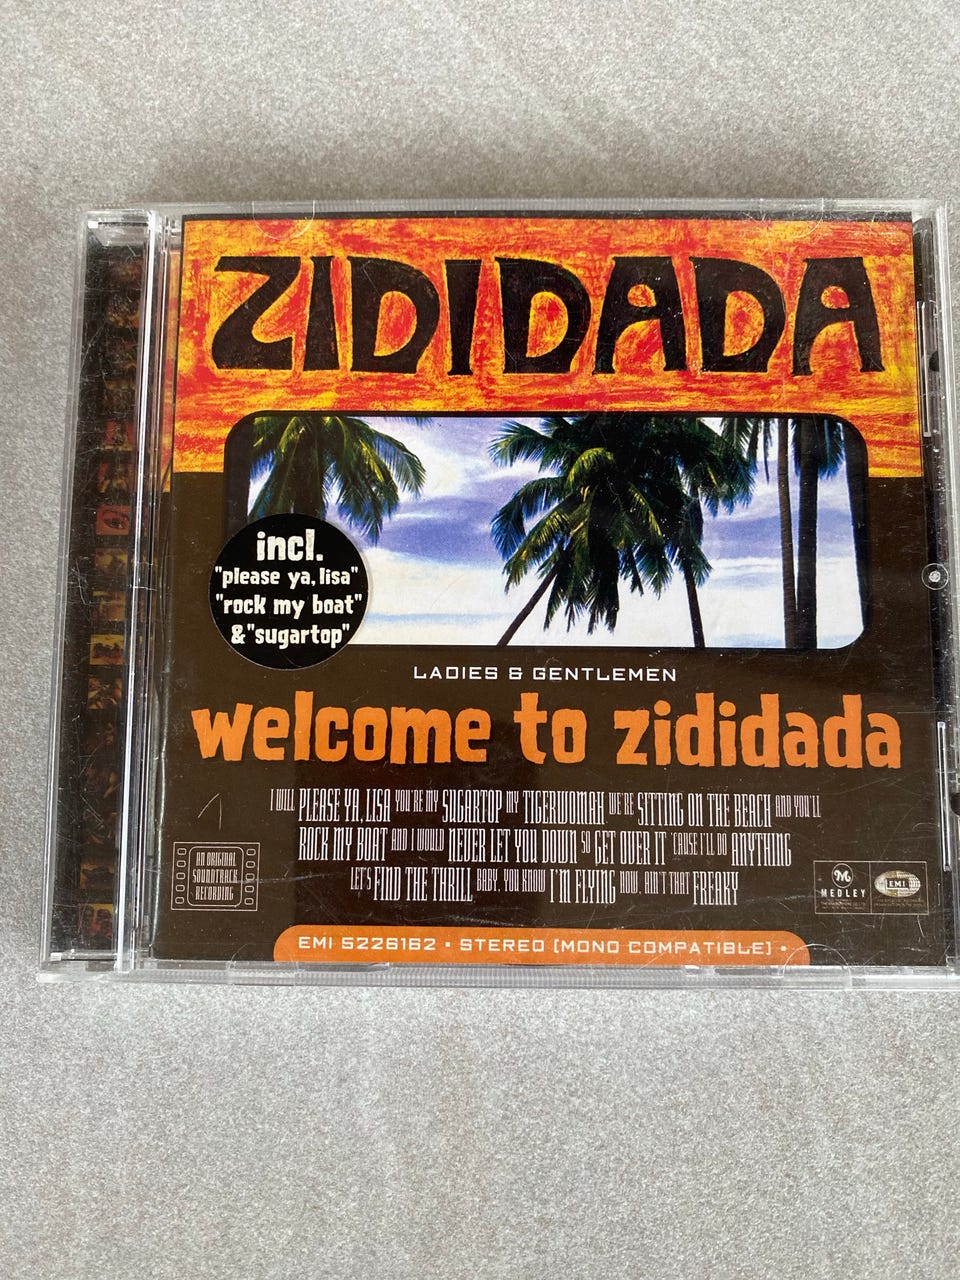 ZIDIDADA
incl.
"please ya, lisa"
"rock my boat"
& "sugartop"
LADIES & GENTLEMEN
welcome to zididada
I WILL PLEASE YA, LISA YOU'RE MY SUGARTOP MY TIGERWOMAN WE'RE SITTING ON THE BEACH AND YOU'LL
ROCK MY BOAT AND I WOULD NEVER LET YOU DOWN SO GET OVER IT 'CAUSE I'LL DO ANYTHING
LET'S FIND THE THRILL BABY, YOU KNOW I'M FLYING NOW, AIN'T THAT FREAKY
AN ORIGINAL
SOUNDTRACK
RECORDING
MEDLEY
EMI
EMI 5226162 • STEREO (MONO COMPATIBLE) •